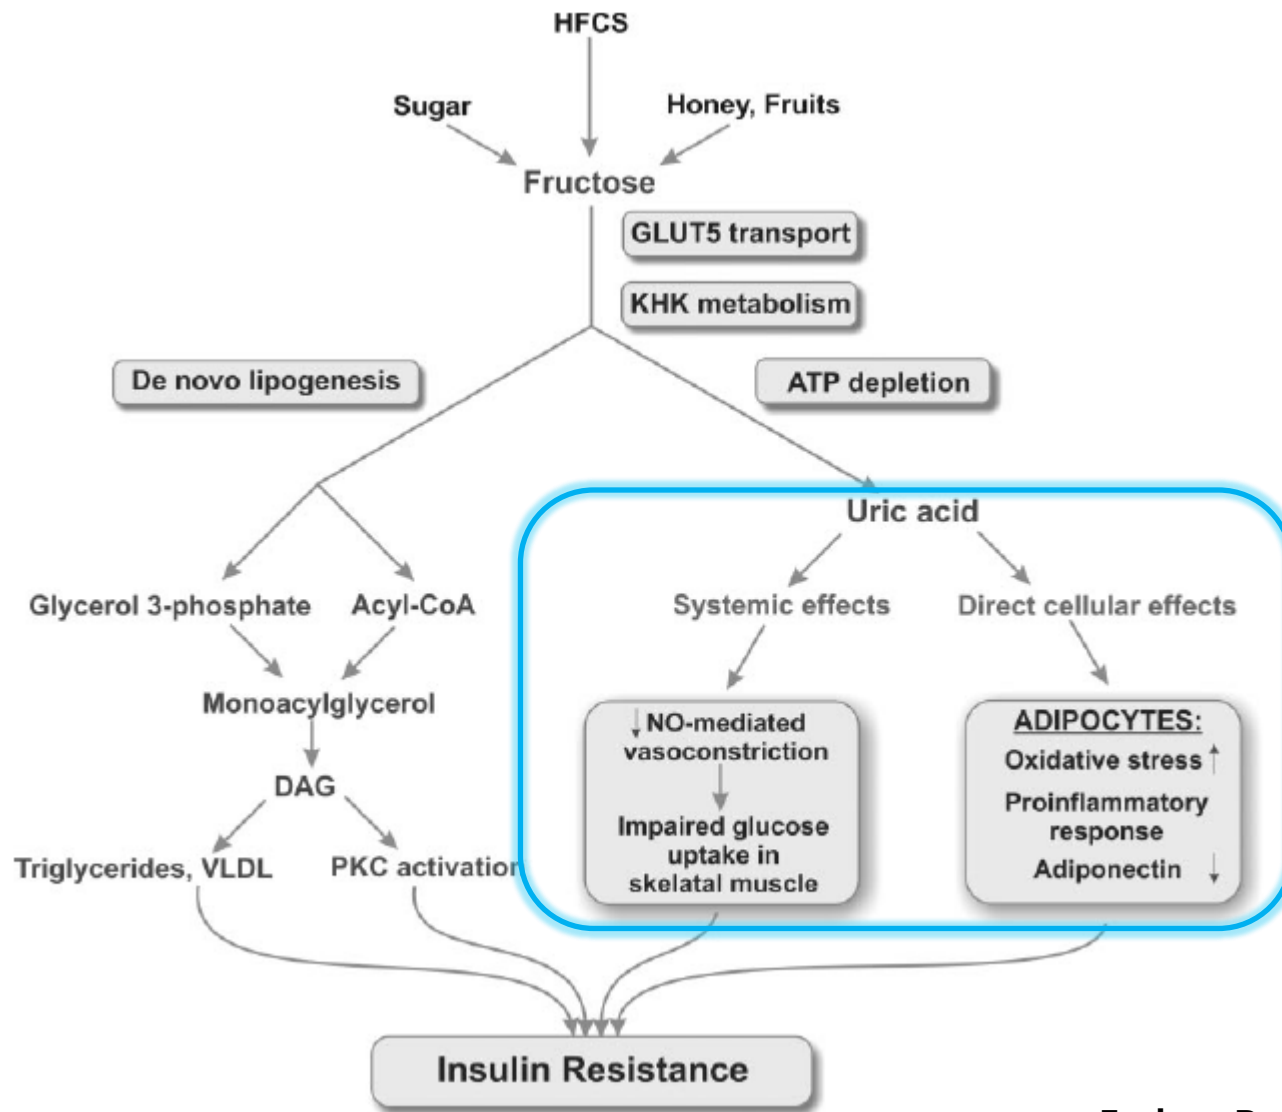 HFCS
Sugar
Honey, Fruits
Fructose
GLUT5 transport
KHK metabolism
De novo lipogenesis
ATP depletion
Uric acid
Glycerol 3-phosphate
Acyl-CoA
Systemic effects
Direct cellular effects
Monoacylglycerol
↓NO-mediated
vasoconstriction
ADIPOCYTES:
Oxidative stress↑
Proinflammatory
response
Adiponectin ↓
DAG
Impaired glucose
uptake in
skelatal muscle
Triglycerides, VLDL
PKC activation
Insulin Resistance